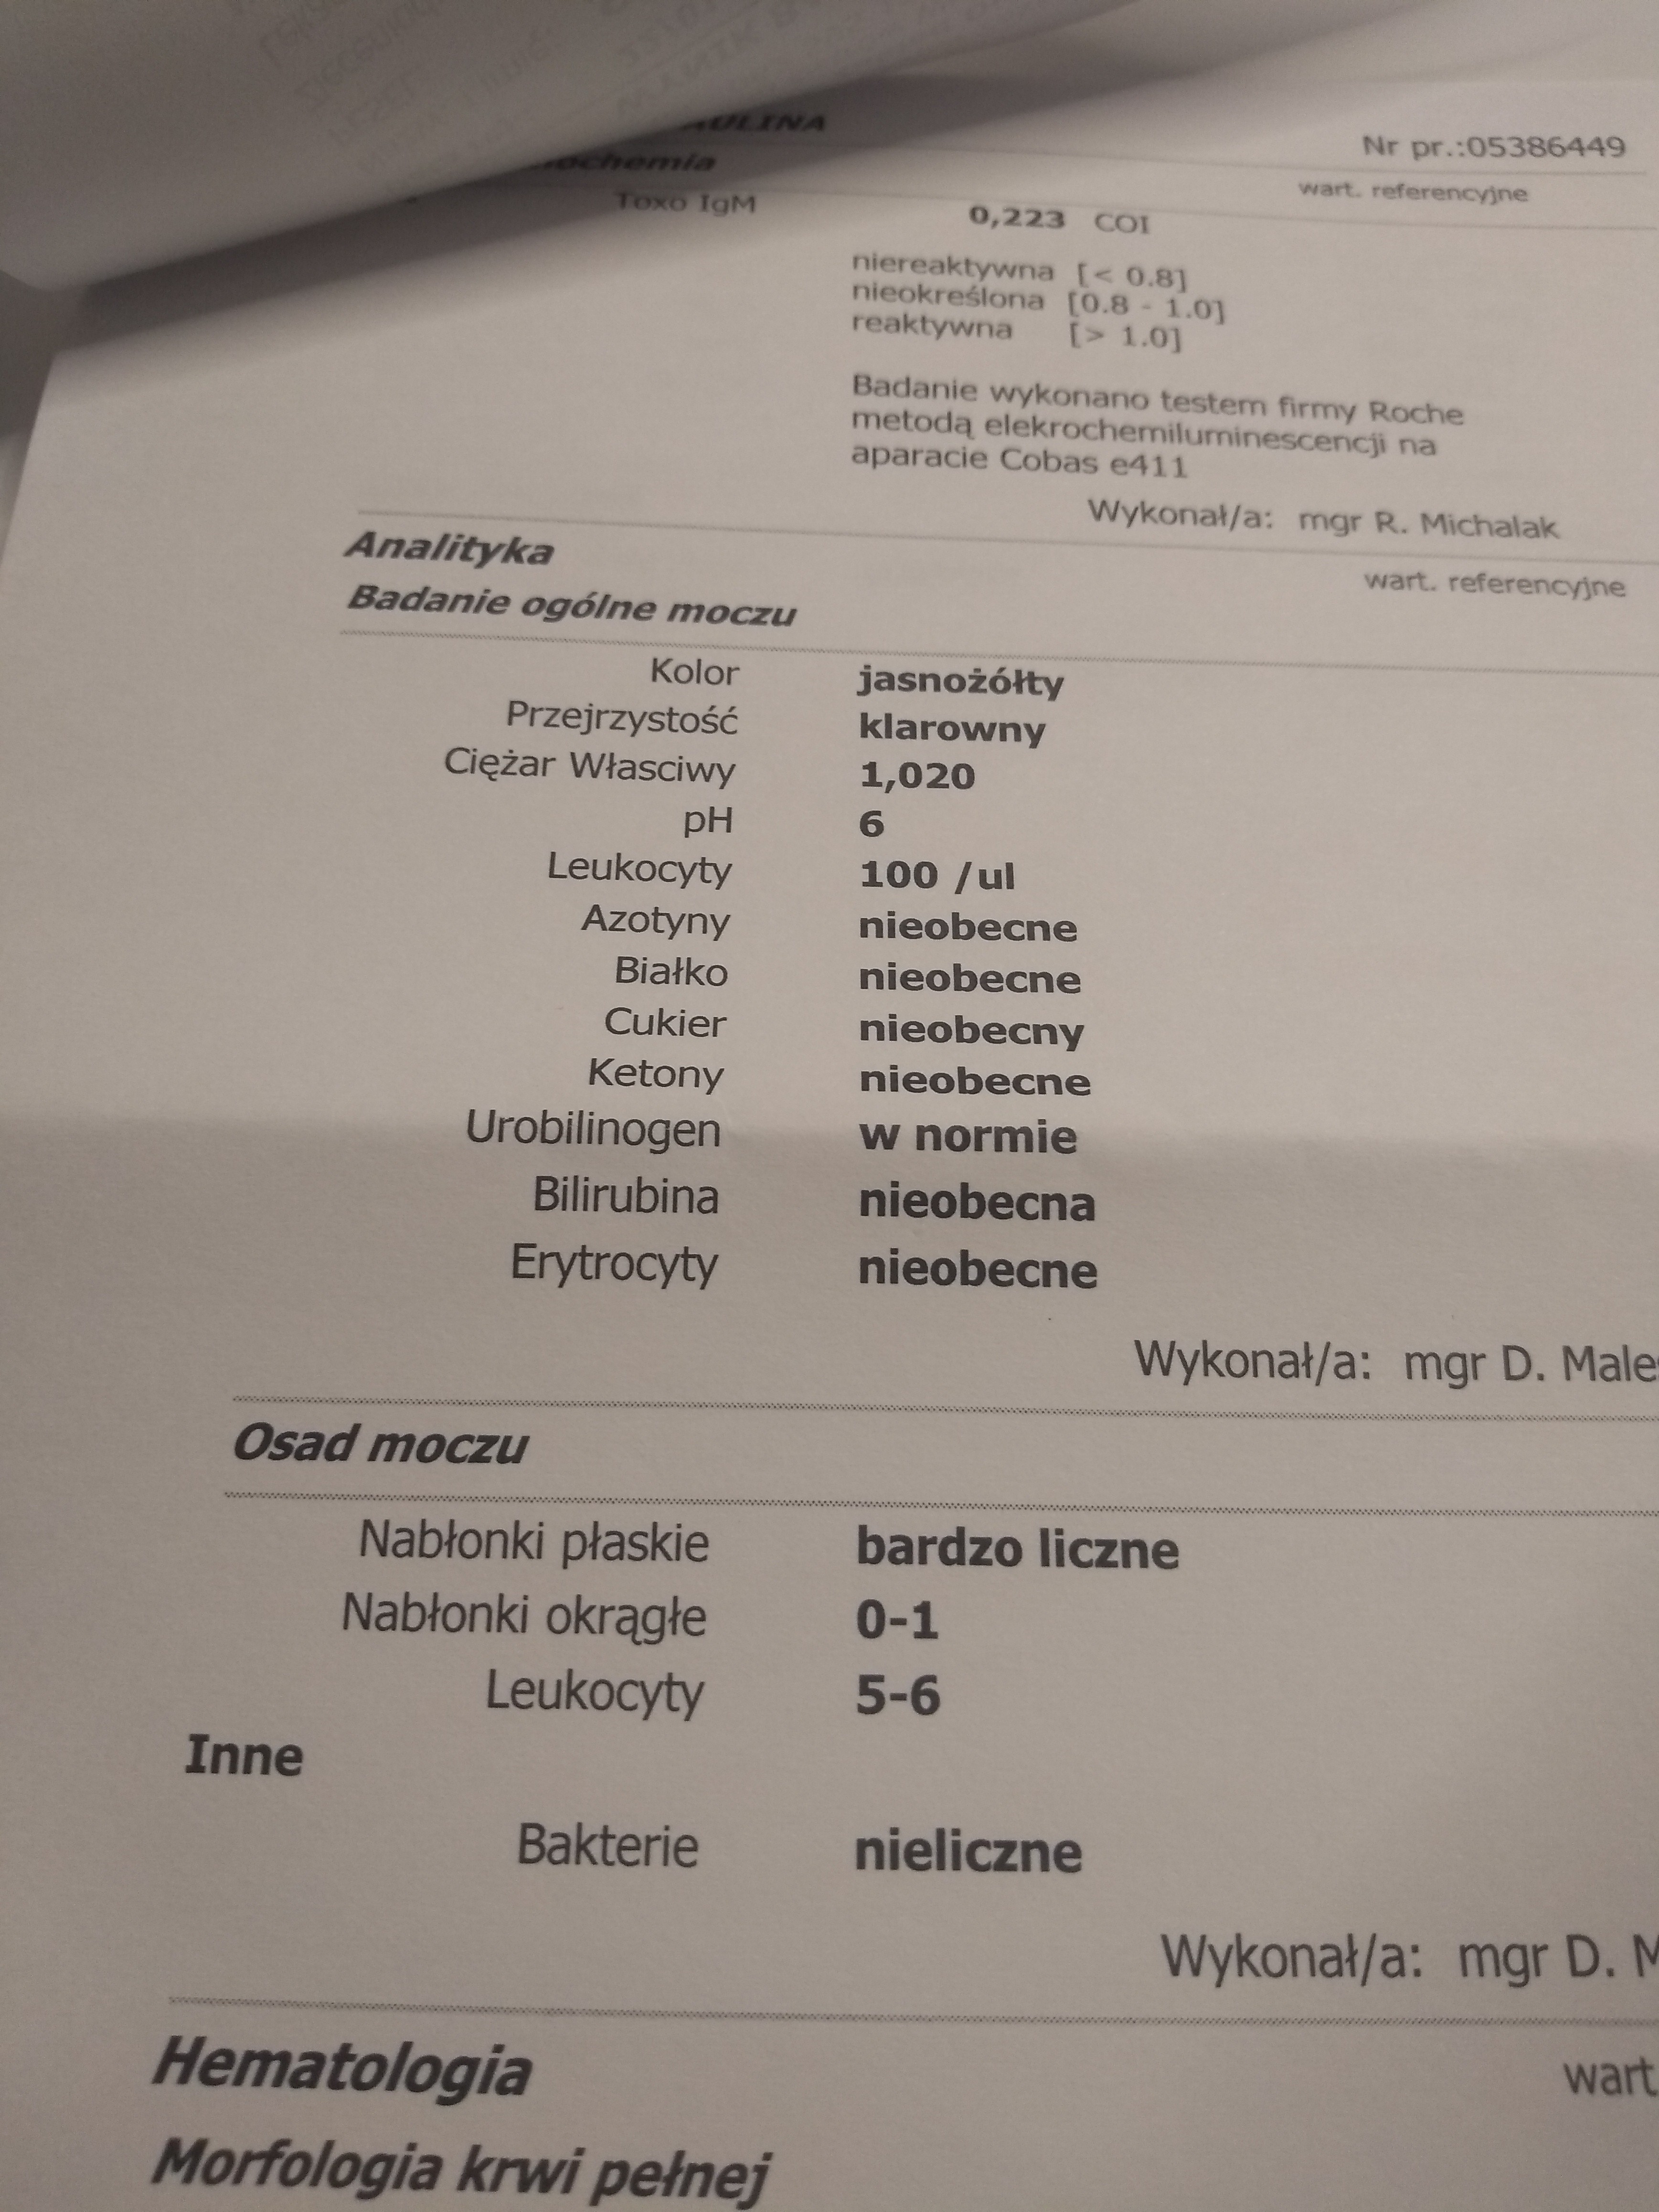 Nr pr.:05386449
wart. referencyjne
Toxo IgM 0,223 COI
niereaktywna [< 0.8]
nieokreślona [0.8 - 1.0]
reaktywna [> 1.0]
Badanie wykonano testem firmy Roche
metodą elekrochemiluminescencji na
aparacie Cobas e411
Wykonał/a: mgr R. Michalak
Analityka
wart. referencyjne
Badanie ogólne moczu
Kolor jasnożółty
Przejrzystość klarowny
Ciężar Własciwy 1,020
pH 6
Leukocyty 100 /ul
Azotyny nieobecne
Białko nieobecne
Cukier nieobecny
Ketony nieobecne
Urobilinogen w normie
Bilirubina nieobecna
Erytrocyty nieobecne
Wykonał/a: mgr D. Male
Osad moczu
Nabłonki płaskie bardzo liczne
Nabłonki okrągłe 0-1
Leukocyty 5-6
Inne
Bakterie nieliczne
Wykonał/a: mgr D. M
Hematologia
wart
Morfologia krwi pełnej